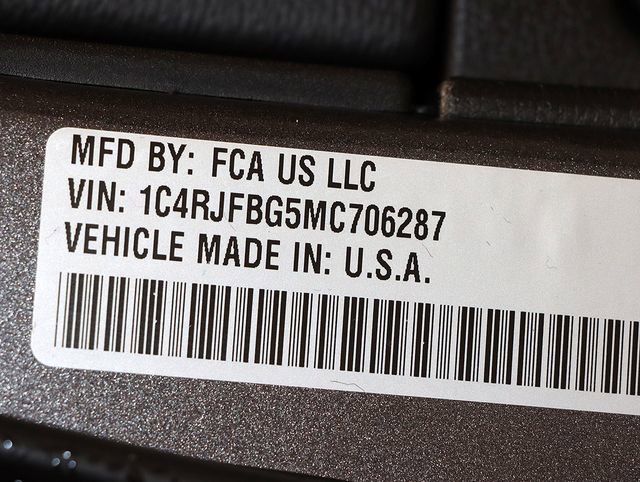 MFD BY: FCA US LLC
VIN: 1C4RJFBG5MC706287
VEHICLE MADE IN: U.S.A.